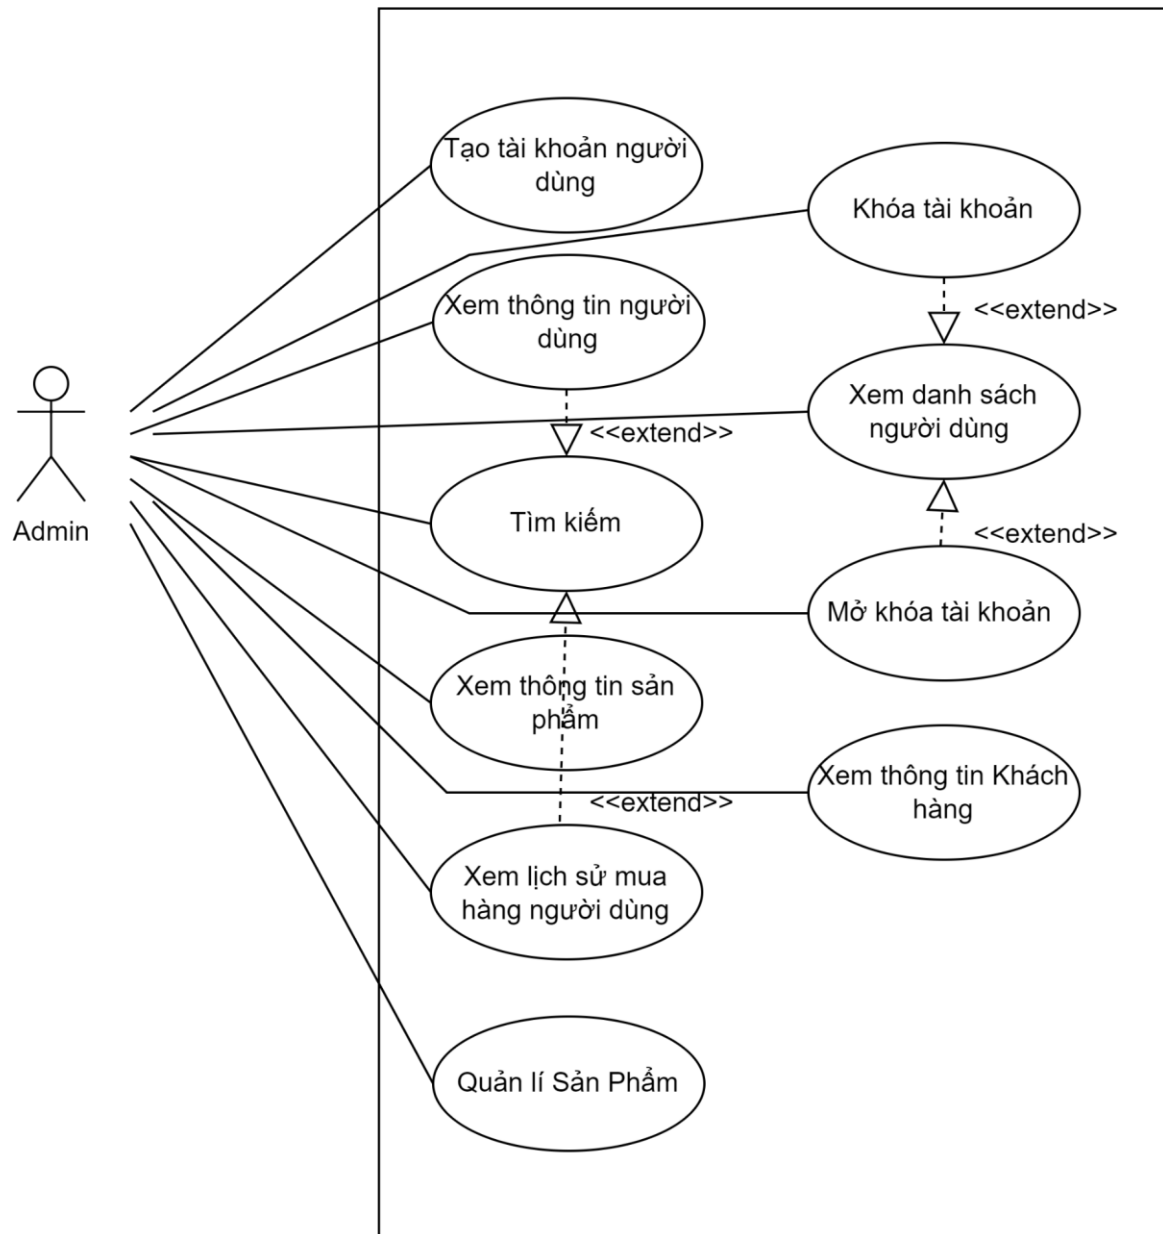 Tạo tài khoản người
dùng
Khóa tài khoản
Xem thông tin người
dùng
<<extend>>
Xem danh sách
người dùng
<<extend>>
Tìm kiếm
Admin
<<extend>>
Mở khóa tài khoản
Xem thông tin sản
phẩm
Xem thông tin Khách
hàng
<<extend>>
Xem lịch sử mua
hàng người dùng
Quản lí Sản Phẩm